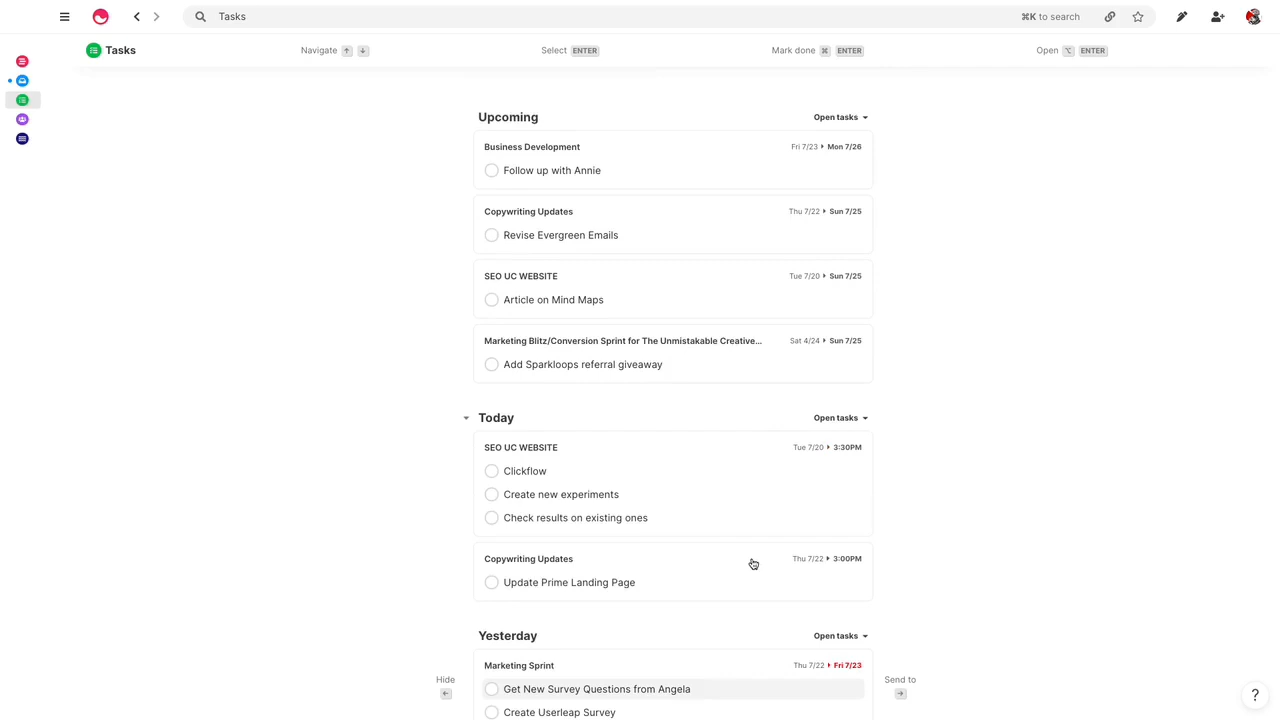 Tasks
⌘K to search
Tasks
Navigate ↑ ↓
Select ENTER
Mark done ⌘ ENTER
Open ⌥ ENTER
Upcoming
Open tasks
Business Development
Fri 7/23 Mon 7/26
Follow up with Annie
Copywriting Updates
Thu 7/22 Sun 7/25
Revise Evergreen Emails
SEO UC WEBSITE
Tue 7/20 Sun 7/25
Article on Mind Maps
Marketing Blitz/Conversion Sprint for The Unmistakable Creative...
Sat 4/24 Sun 7/25
Add Sparkloops referral giveaway
Today
Open tasks
SEO UC WEBSITE
Tue 7/20 3:30PM
Clickflow
Create new experiments
Check results on existing ones
Copywriting Updates
Thu 7/22 3:00PM
Update Prime Landing Page
Yesterday
Open tasks
Marketing Sprint
Thu 7/22 Fri 7/23
Hide ←
Get New Survey Questions from Angela
Send to →
Create Userleap Survey
?